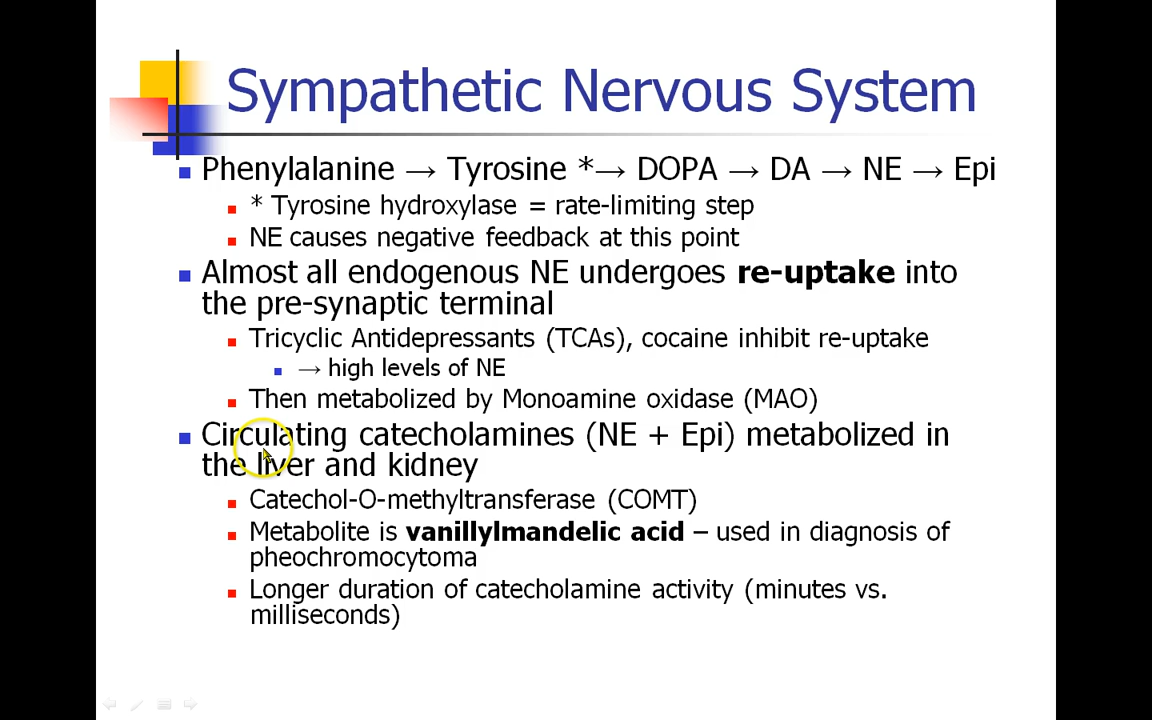 Sympathetic Nervous System
Phenylalanine → Tyrosine *→ DOPA → DA → NE → Epi
* Tyrosine hydroxylase = rate-limiting step
NE causes negative feedback at this point
Almost all endogenous NE undergoes re-uptake into
the pre-synaptic terminal
Tricyclic Antidepressants (TCAs), cocaine inhibit re-uptake
→ high levels of NE
Then metabolized by Monoamine oxidase (MAO)
Circulating catecholamines (NE + Epi) metabolized in
the liver and kidney
Catechol-O-methyltransferase (COMT)
Metabolite is vanillylmandelic acid – used in diagnosis of
pheochromocytoma
Longer duration of catecholamine activity (minutes vs.
milliseconds)